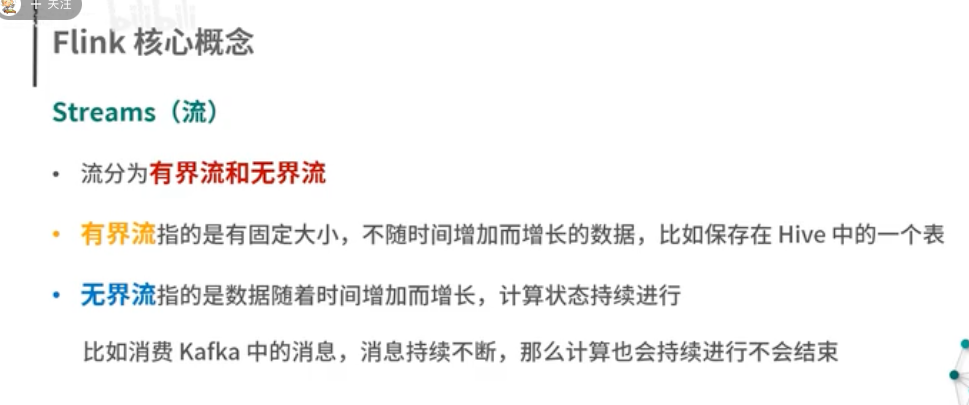 + 关注
bilibili
Flink 核心概念
Streams（流）
• 流分为有界流和无界流
• 有界流指的是有固定大小，不随时间增加而增长的数据，比如保存在 Hive 中的一个表
• 无界流指的是数据随着时间增加而增长，计算状态持续进行
比如消费 Kafka 中的消息，消息持续不断，那么计算也会持续进行不会结束